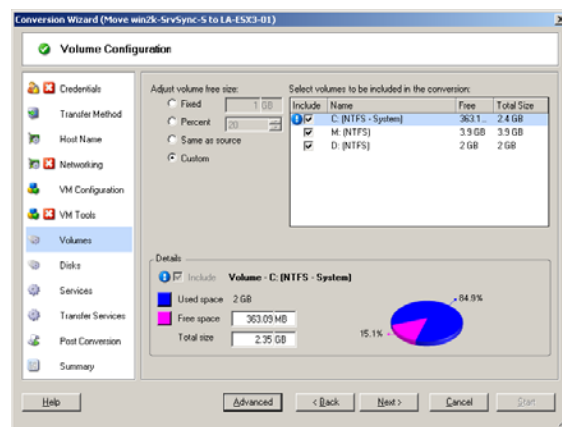 Conversion Wizard (Move win2k-SrvSync-S to LA-ESX3-01)
Volume Configuration
Credentials
Transfer Method
Host Name
Networking
VM Configuration
VM Tools
Volumes
Disks
Services
Transfer Services
Post Conversion
Summary
Adjust volume free size:
Fixed 1 GB
Percent 20
Same as source
Custom
Select volumes to be included in the conversion:
Include Name Free Total Size
C: (NTFS - System) 363.1... 2.4 GB
M: (NTFS) 3.9 GB 3.9 GB
D: (NTFS) 2 GB 2 GB
Details
Include Volume - C: (NTFS - System)
Used space 2 GB
Free space 363.09 MB
Total size 2.35 GB
84.9%
15.1%
Help Advanced < Back Next > Cancel Start